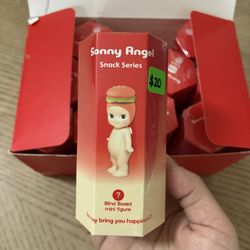 Sonny Angel
Snack Series
$20
?
Blind Boxed
mini figure
bring you happiness